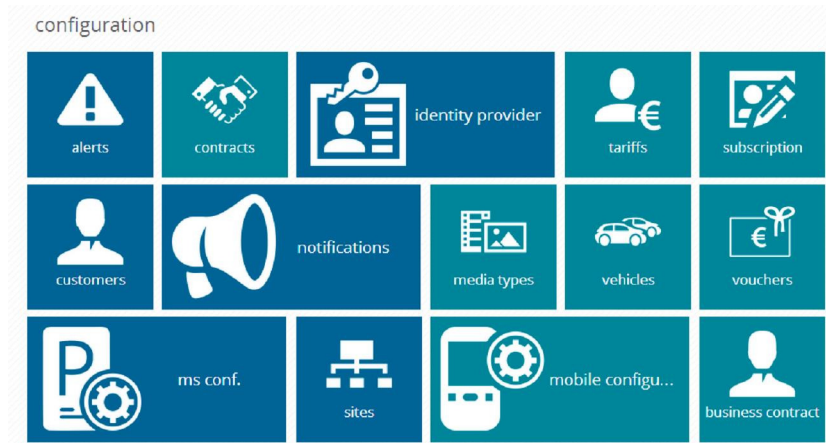 configuration
alerts
contracts
identity provider
€
tariffs
subscription
customers
notifications
media types
vehicles
€
vouchers
P
ms conf.
sites
mobile configu...
business contract